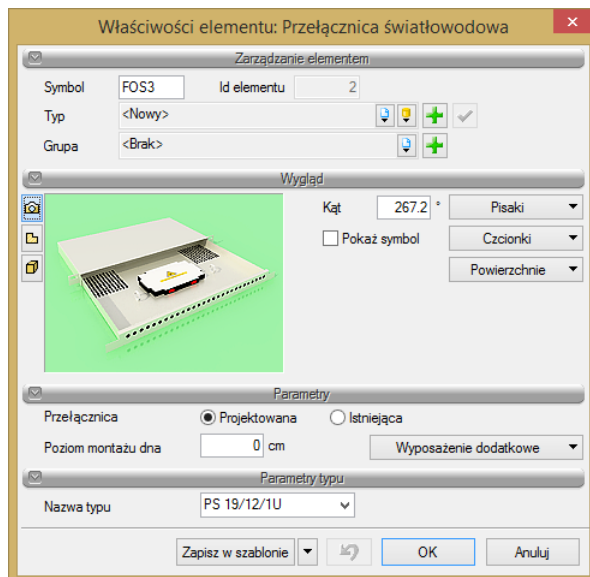 Właściwości elementu: Przełącznica światłowodowa
Zarządzanie elementem
Symbol FOS3 Id elementu 2
Typ <Nowy>
Grupa <Brak>
Wygląd
Kąt 267.2 ° Pisaki
Pokaż symbol Czcionki
Powierzchnie
Parametry
Przełącznica Projektowana Istniejąca
Poziom montażu dna 0 cm Wyposażenie dodatkowe
Parametry typu
Nazwa typu PS 19/12/1U
Zapisz w szablonie OK Anuluj